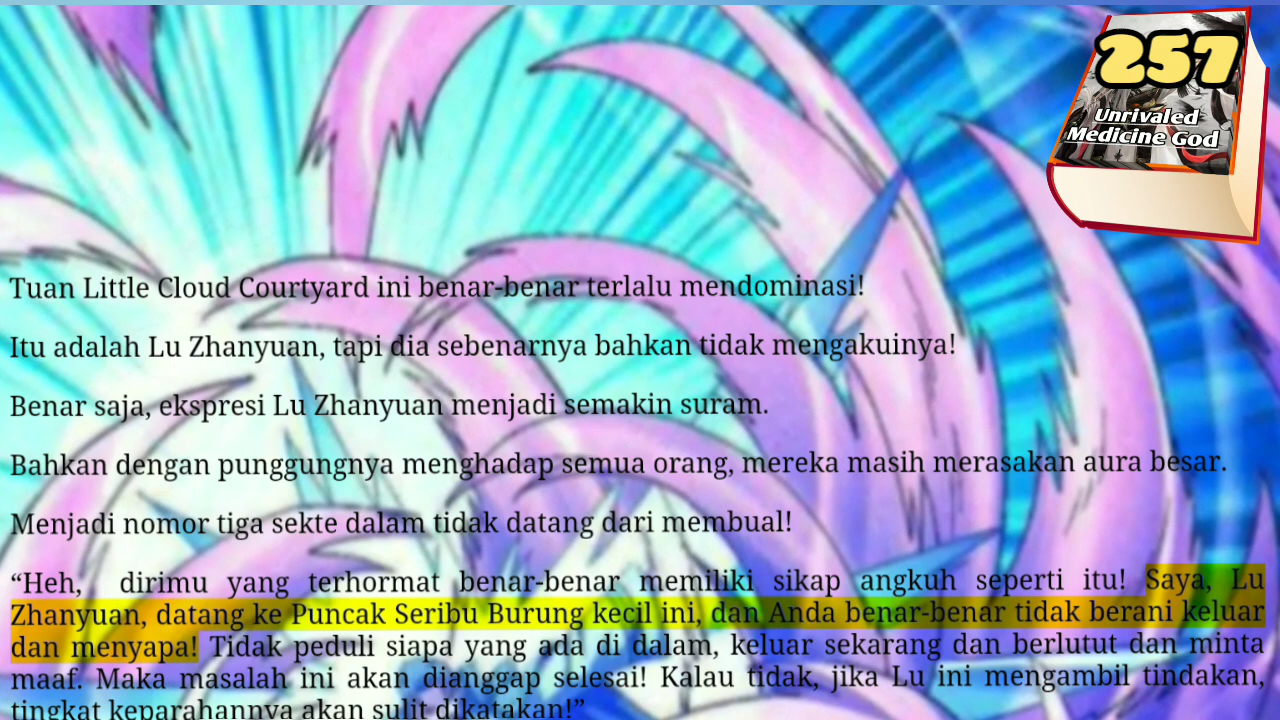 257
Unrivaled
Medicine God
Tuan Little Cloud Courtyard ini benar-benar terlalu mendominasi!
Itu adalah Lu Zhanyuan, tapi dia sebenarnya bahkan tidak mengakuinya!
Benar saja, ekspresi Lu Zhanyuan menjadi semakin suram.
Bahkan dengan punggungnya menghadap semua orang, mereka masih merasakan aura besar.
Menjadi nomor tiga sekte dalam tidak datang dari membual!
“Heh, dirimu yang terhormat benar-benar memiliki sikap angkuh seperti itu! Saya, Lu
Zhanyuan, datang ke Puncak Seribu Burung kecil ini, dan Anda benar-benar tidak berani keluar
dan menyapa! Tidak peduli siapa yang ada di dalam, keluar sekarang dan berlutut dan minta
maaf. Maka masalah ini akan dianggap selesai! Kalau tidak, jika Lu ini mengambil tindakan,
tingkat keparahannya akan sulit dikatakan!”